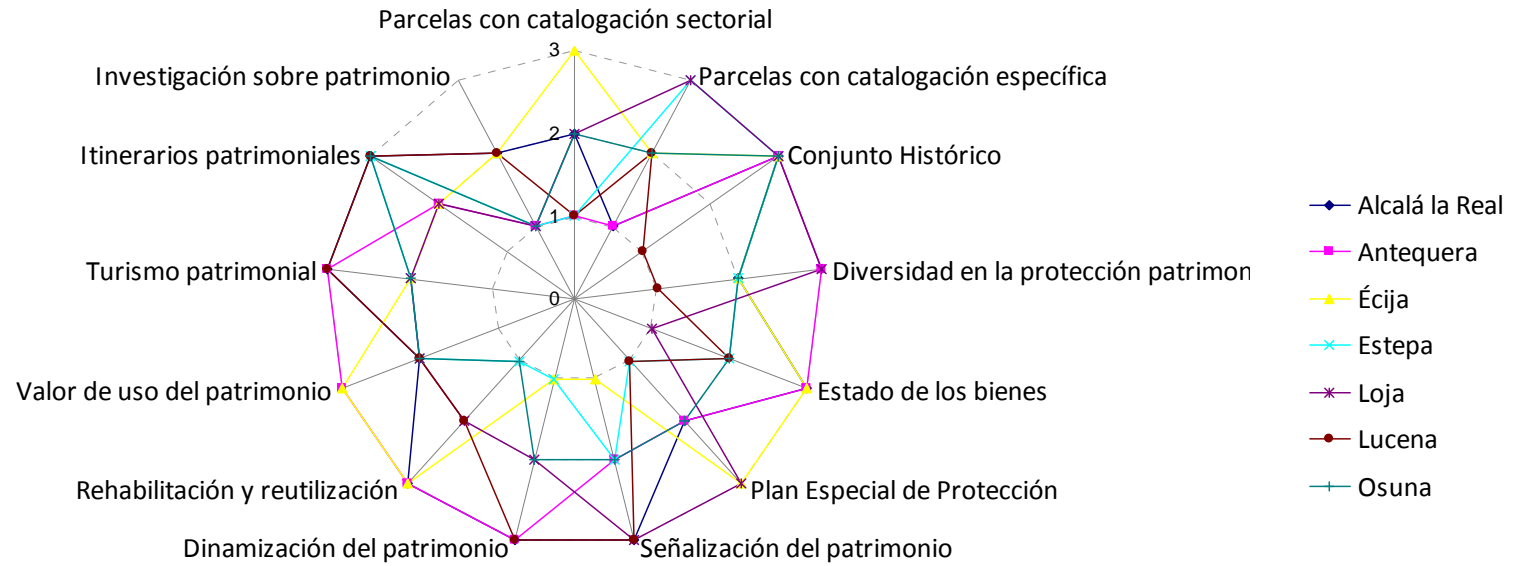 Parcelas con catalogación sectorial
3
Investigación sobre patrimonio
Parcelas con catalogación específica
2
Itinerarios patrimoniales
Conjunto Histórico
1
Alcalá la Real
Antequera
Turismo patrimonial
Diversidad en la protección patrimon
0
Écija
Estepa
Valor de uso del patrimonio
Estado de los bienes
Loja
Lucena
Rehabilitación y reutilización
Plan Especial de Protección
Osuna
Dinamización del patrimonio
Señalización del patrimonio